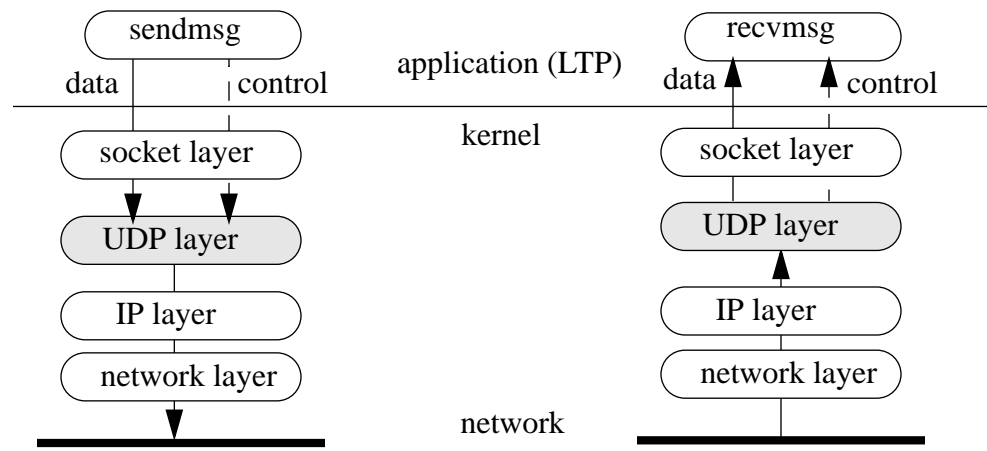 sendmsg
recvmsg
application (LTP)
data
control
data
control
kernel
socket layer
socket layer
UDP layer
UDP layer
IP layer
IP layer
network layer
network layer
network